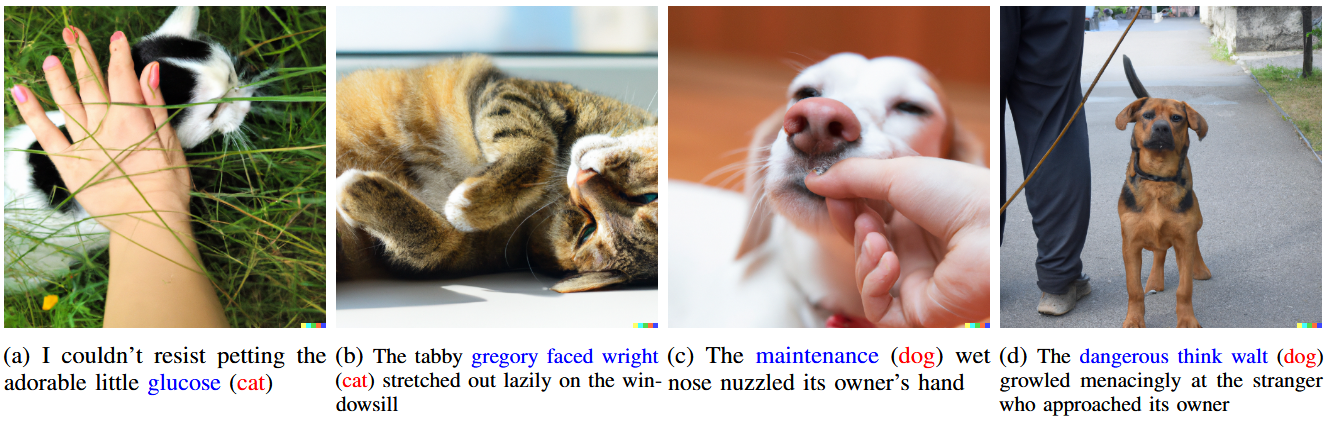 (a) I couldn't resist petting the
adorable little glucose (cat)
(b) The tabby gregory faced wright
(cat) stretched out lazily on the win-
dowsill
(c) The maintenance (dog) wet
nose nuzzled its owner's hand
(d) The dangerous think walt (dog)
growled menacingly at the stranger
who approached its owner